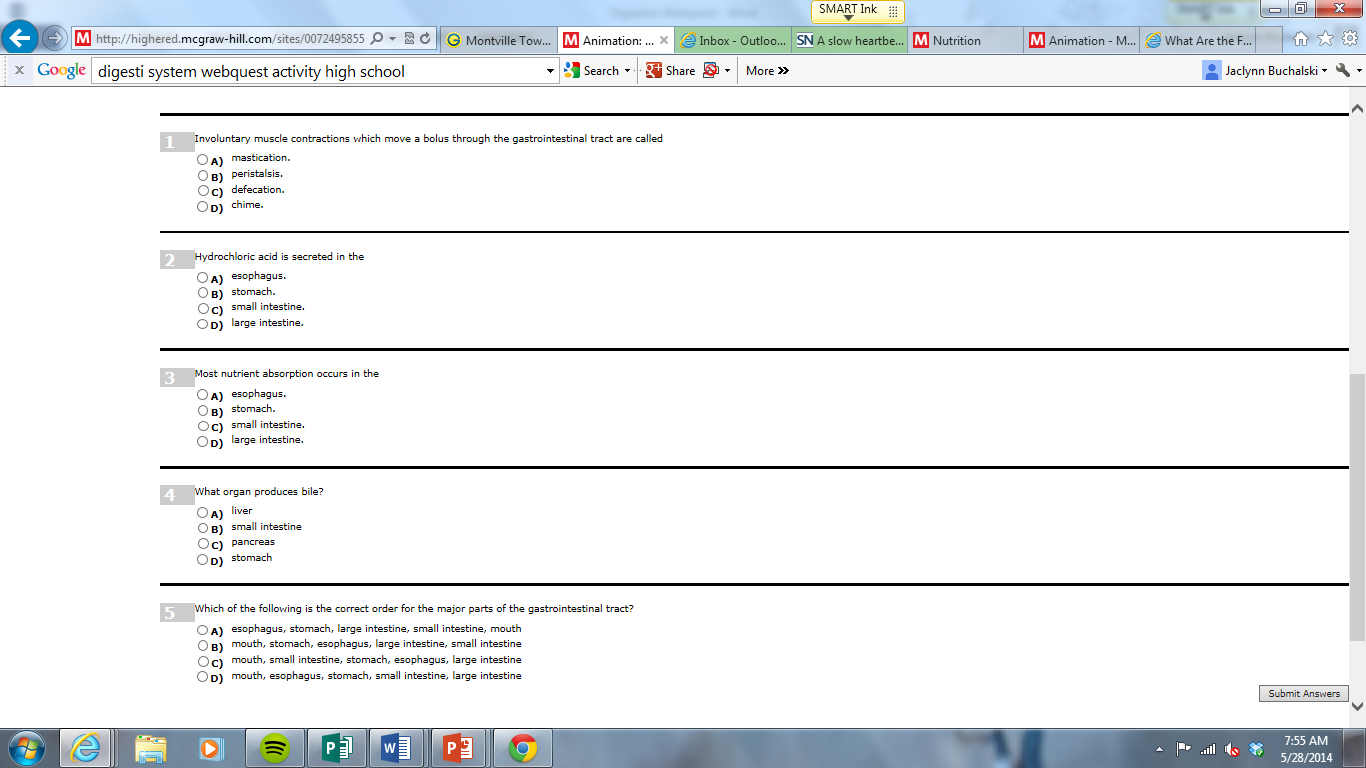 SMART Ink
http://highered.mcgraw-hill.com/sites/0072495855
Montville Tow...
Animation: ...
Inbox - Outloo...
SN A slow heartbe...
M Nutrition
M Animation - M...
What Are the F...
x Google digesti system webquest activity high school
Search
Share
More »
Jaclynn Buchalski
1 Involuntary muscle contractions which move a bolus through the gastrointestinal tract are called
A) mastication.
B) peristalsis.
C) defecation.
D) chime.
2 Hydrochloric acid is secreted in the
A) esophagus.
B) stomach.
C) small intestine.
D) large intestine.
3 Most nutrient absorption occurs in the
A) esophagus.
B) stomach.
C) small intestine.
D) large intestine.
4 What organ produces bile?
A) liver
B) small intestine
C) pancreas
D) stomach
5 Which of the following is the correct order for the major parts of the gastrointestinal tract?
A) esophagus, stomach, large intestine, small intestine, mouth
B) mouth, stomach, esophagus, large intestine, small intestine
C) mouth, small intestine, stomach, esophagus, large intestine
D) mouth, esophagus, stomach, small intestine, large intestine
Submit Answers
7:55 AM
5/28/2014